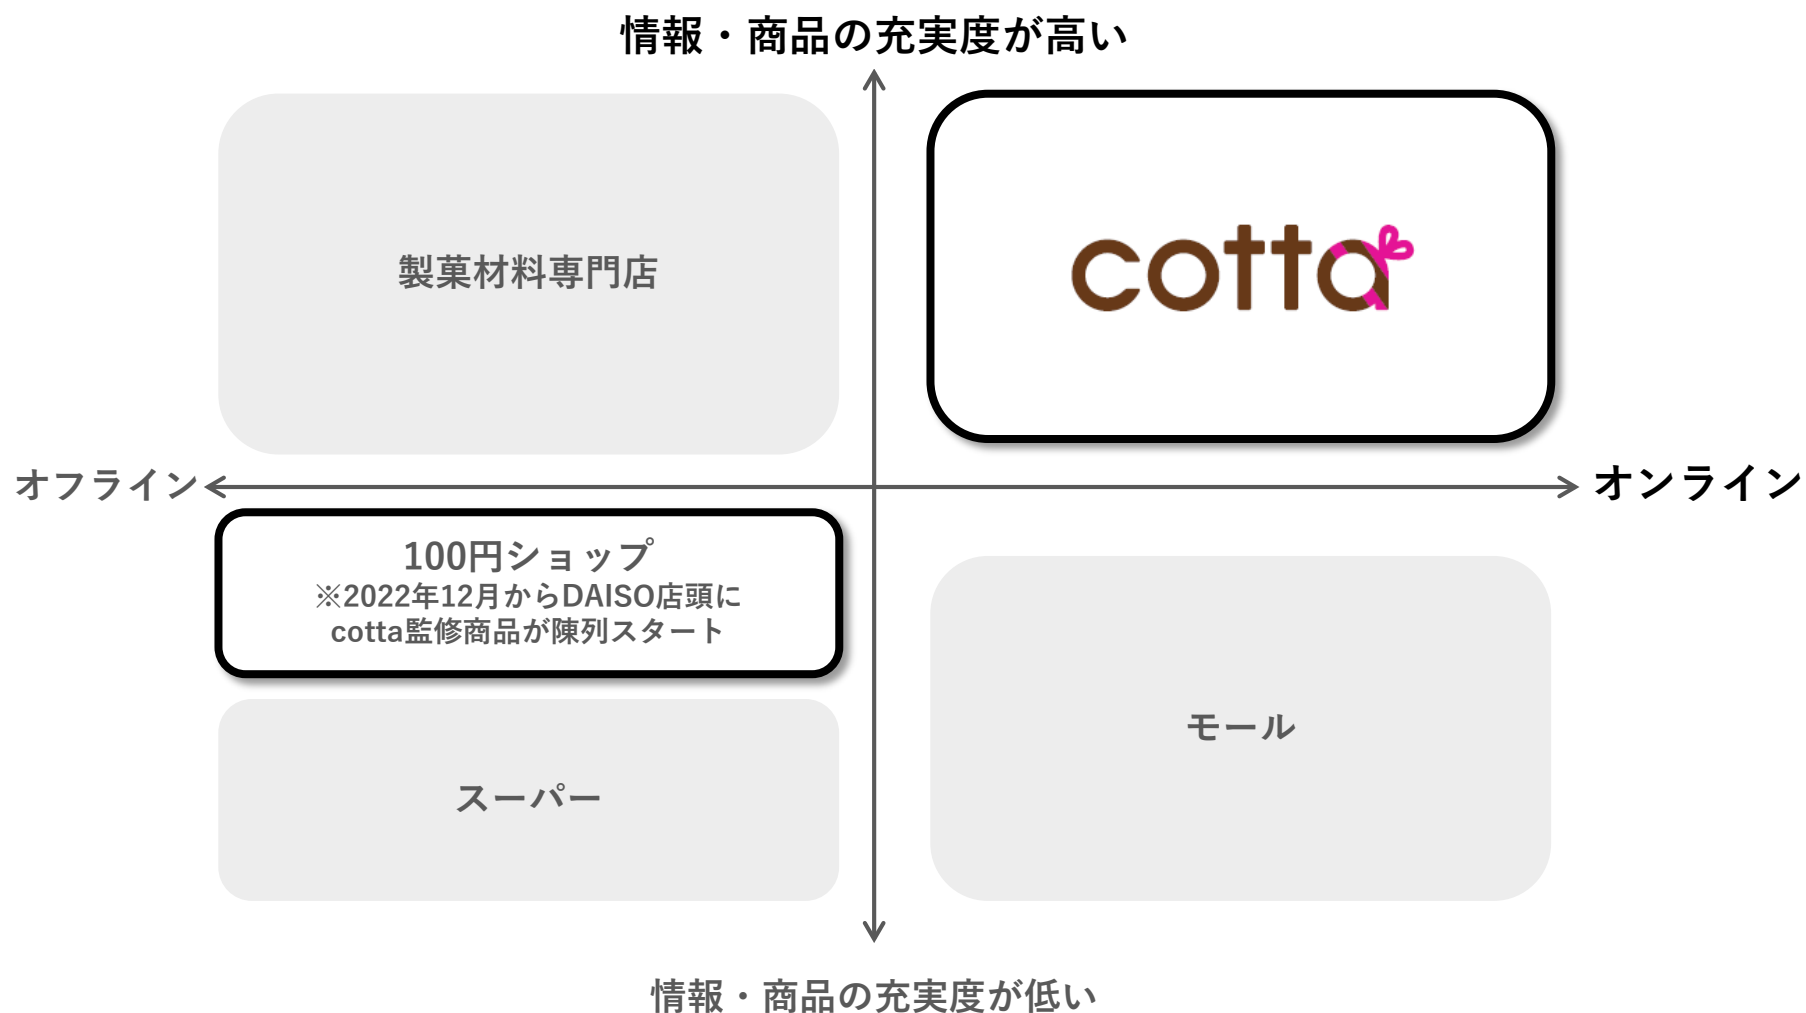 情報・商品の充実度が高い
製菓材料専門店
cotta
オフライン
オンライン
100円ショップ
※2022年12月からDAISO店頭に
cotta監修商品が陳列スタート
モール
スーパー
情報・商品の充実度が低い